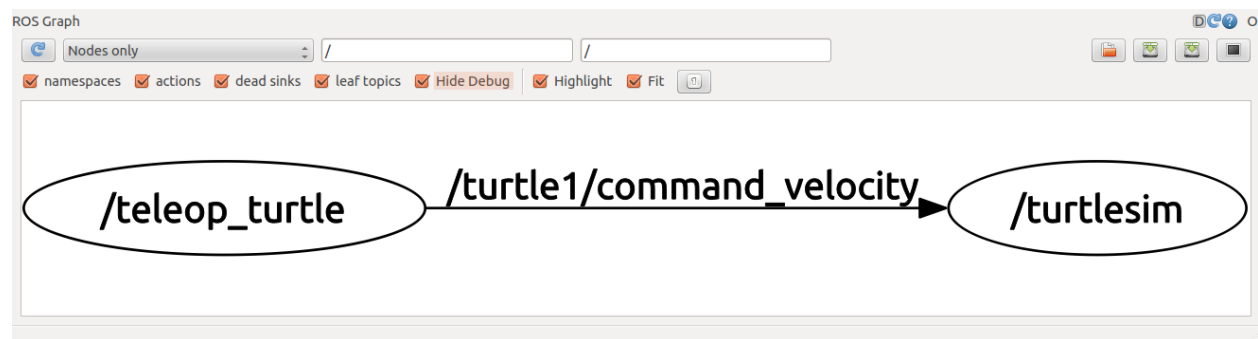 ROS Graph D ? O
Nodes only / /
namespaces actions dead sinks leaf topics Hide Debug Highlight Fit
/turtle1/command_velocity
/teleop_turtle /turtlesim